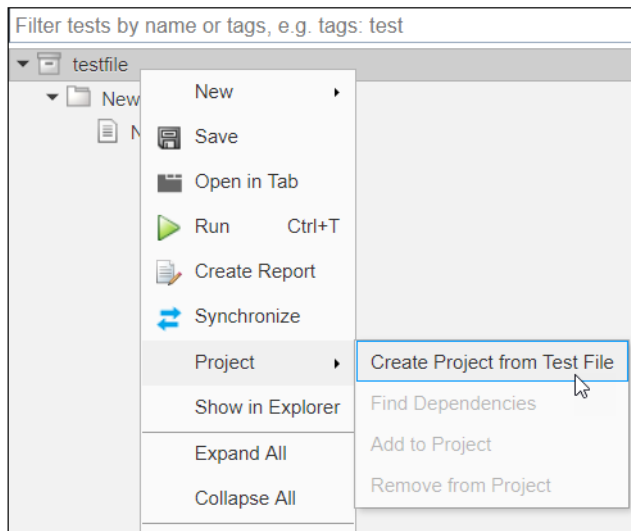 Filter tests by name or tags, e.g. tags: test
testfile
New
N
New
Save
Open in Tab
Run Ctrl+T
Create Report
Synchronize
Project
Show in Explorer
Expand All
Collapse All
Create Project from Test File
Find Dependencies
Add to Project
Remove from Project